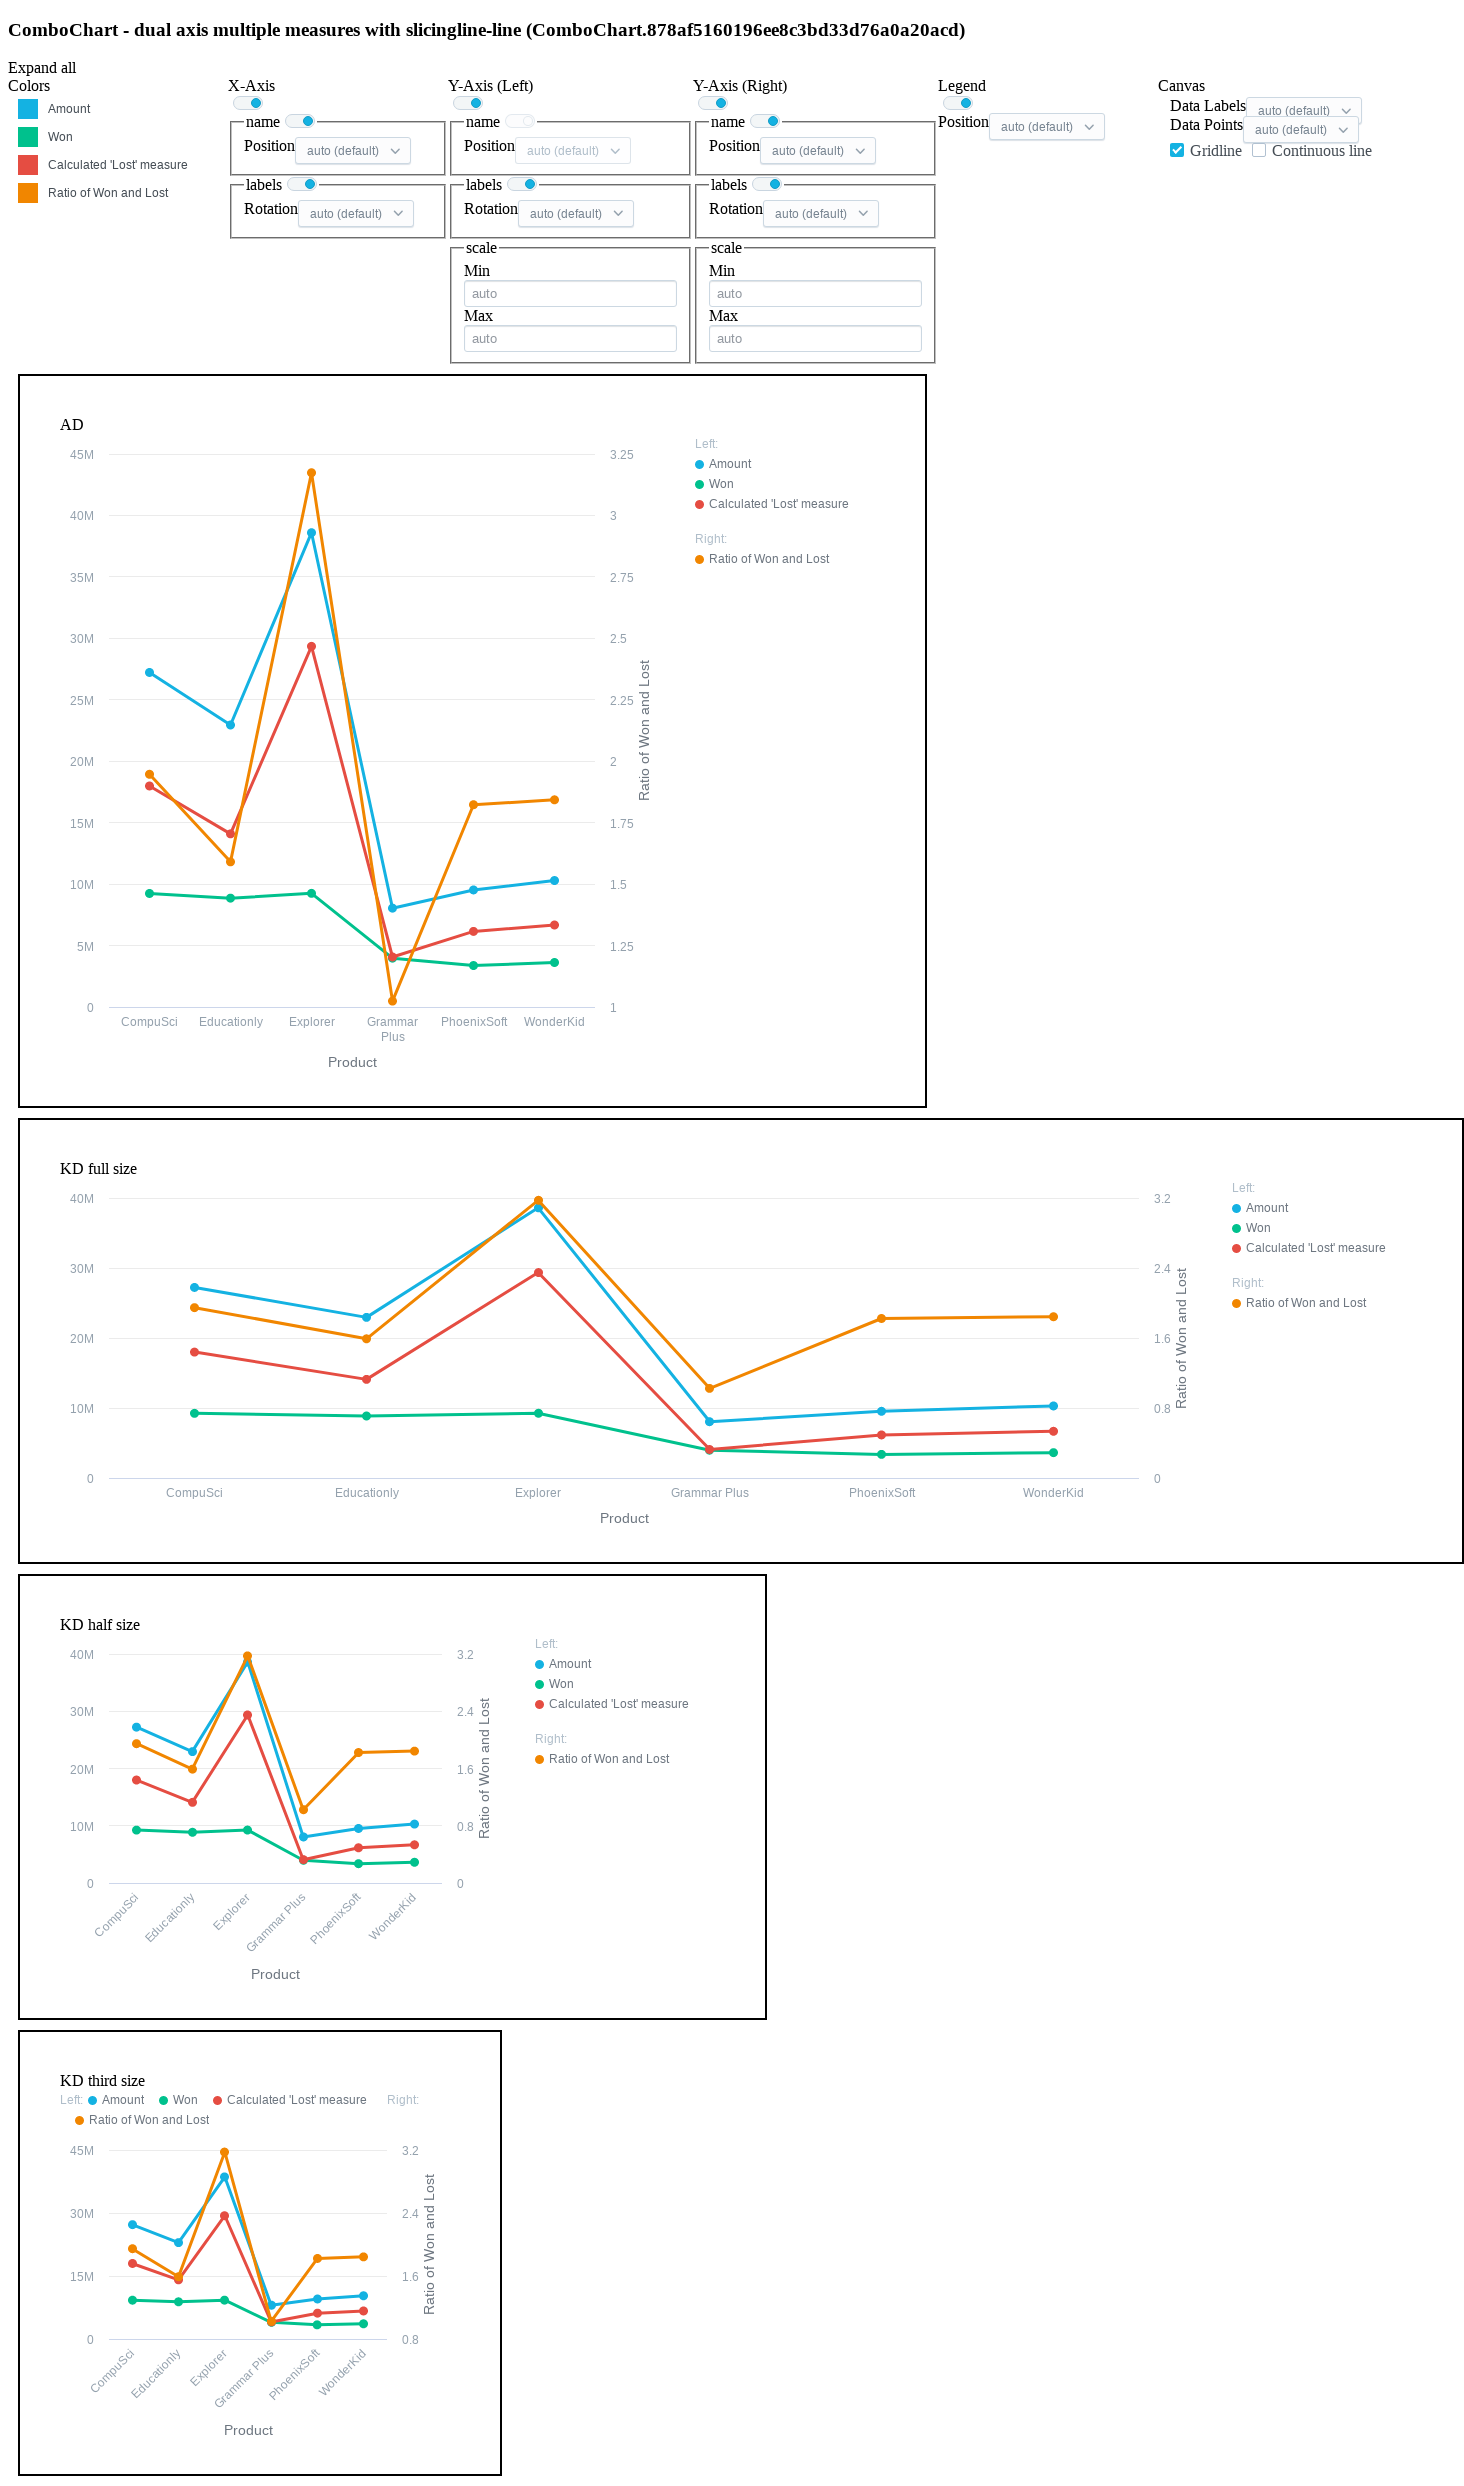 ComboChart - dual axis multiple measures with slicingline-line (ComboChart.878af5160196ee8c3bd33d76a0a20acd)
Expand all
Colors
Amount
Won
Calculated 'Lost' measure
Ratio of Won and Lost
X-Axis
name
Position auto (default)
labels
Rotation auto (default)
Y-Axis (Left)
name
Position auto (default)
labels
Rotation auto (default)
scale
Min
auto
Max
auto
Y-Axis (Right)
name
Position auto (default)
labels
Rotation auto (default)
scale
Min
auto
Max
auto
Legend
Position auto (default)
Canvas
Data Labels auto (default)
Data Points auto (default)
Gridline Continuous line
AD
45M
40M
35M
30M
25M
20M
15M
10M
5M
0
3.25
3
2.75
2.5
2.25
2
1.75
1.5
1.25
1
Ratio of Won and Lost
CompuSci Educationly Explorer Grammar Plus PhoenixSoft WonderKid
Product
Left:
Amount
Won
Calculated 'Lost' measure
Right:
Ratio of Won and Lost
KD full size
40M
30M
20M
10M
0
3.2
2.4
1.6
0.8
0
Ratio of Won and Lost
CompuSci Educationly Explorer Grammar Plus PhoenixSoft WonderKid
Product
Left:
Amount
Won
Calculated 'Lost' measure
Right:
Ratio of Won and Lost
KD half size
40M
30M
20M
10M
0
3.2
2.4
1.6
0.8
0
Ratio of Won and Lost
CompuSci Educationly Explorer Grammar Plus PhoenixSoft WonderKid
Product
Left:
Amount
Won
Calculated 'Lost' measure
Right:
Ratio of Won and Lost
KD third size
Left: Amount Won Calculated 'Lost' measure Right:
Ratio of Won and Lost
45M
30M
15M
0
3.2
2.4
1.6
0.8
Ratio of Won and Lost
CompuSci Educationly Explorer Grammar Plus PhoenixSoft WonderKid
Product